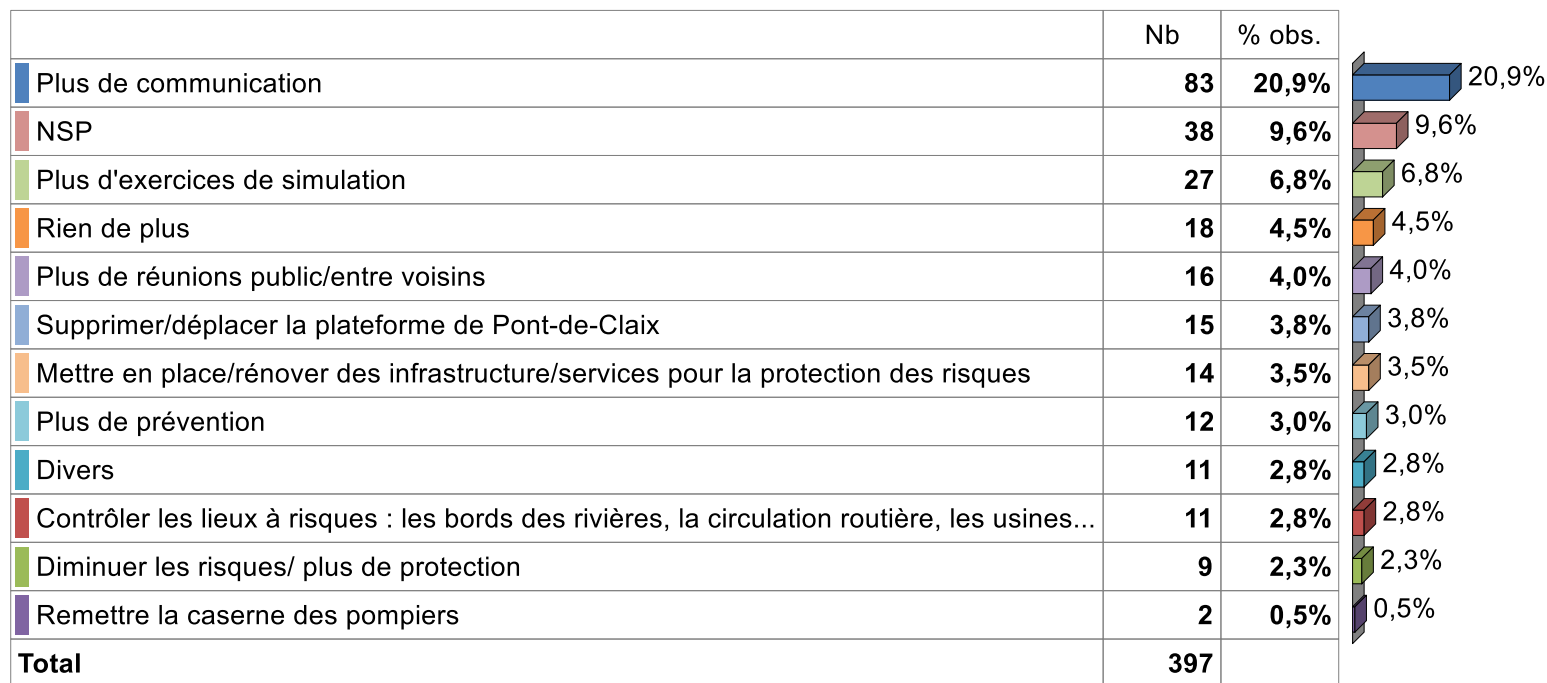 Nb % obs.
Plus de communication 83 20,9% 20,9%
NSP 38 9,6% 9,6%
Plus d'exercices de simulation 27 6,8% 6,8%
Rien de plus 18 4,5% 4,5%
Plus de réunions public/entre voisins 16 4,0% 4,0%
Supprimer/déplacer la plateforme de Pont-de-Claix 15 3,8% 3,8%
Mettre en place/rénover des infrastructure/services pour la protection des risques 14 3,5% 3,5%
Plus de prévention 12 3,0% 3,0%
Divers 11 2,8% 2,8%
Contrôler les lieux à risques : les bords des rivières, la circulation routière, les usines... 11 2,8% 2,8%
Diminuer les risques/ plus de protection 9 2,3% 2,3%
Remettre la caserne des pompiers 2 0,5% 0,5%
Total 397